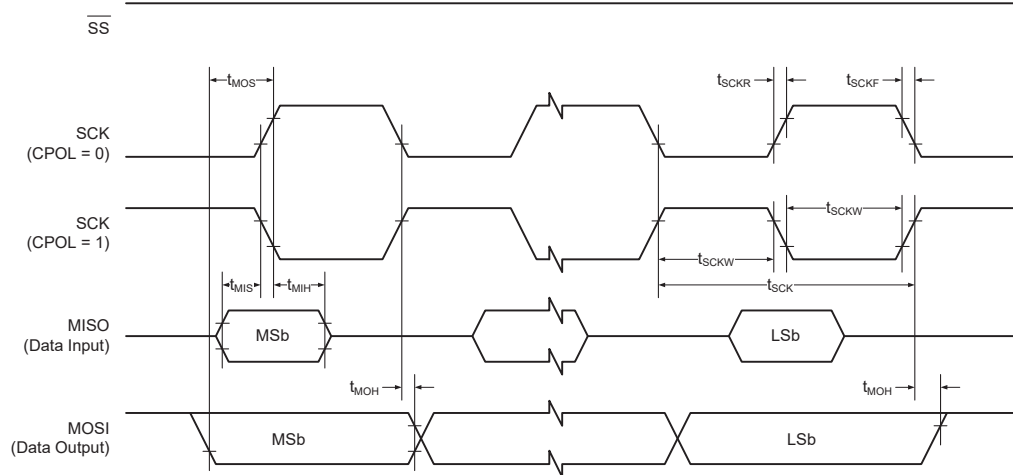 SS
tMOS
tSCKR
tSCKF
SCK
(CPOL = 0)
SCK
(CPOL = 1)
tSCKW
tSCKW
tSCK
tMIS
tMIH
MISO
(Data Input)
MSb
LSb
tMOH
tMOH
MOSI
(Data Output)
MSb
LSb